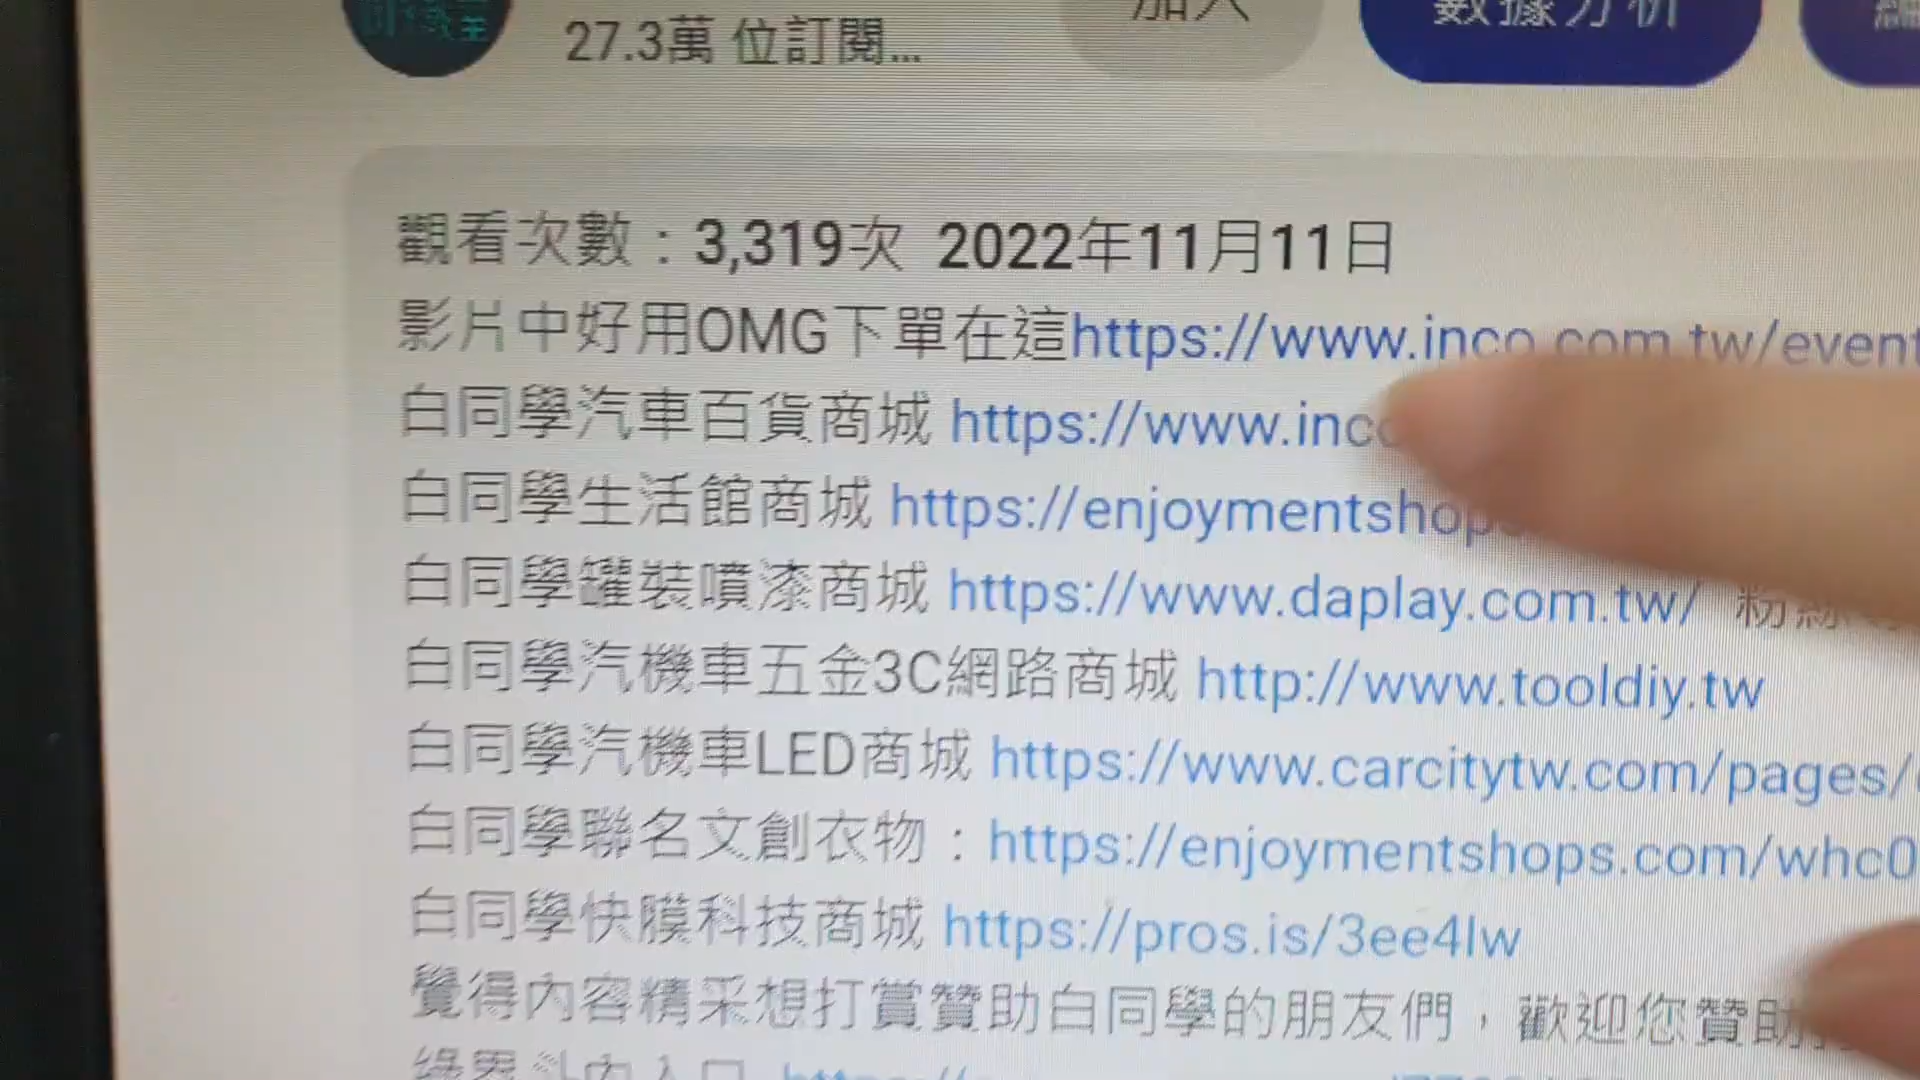 27.3萬 位訂閱...
加入
數據分析
觀看次數：3,319次 2022年11月11日
影片中好用OMG下單在這https://www.inco.com.tw/event
白同學汽車百貨商城 https://www.inco
白同學生活館商城 https://enjoymentshops
白同學罐裝噴漆商城 https://www.daplay.com.tw/ 粉絲
白同學汽機車五金3C網路商城 http://www.tooldiy.tw
白同學汽機車LED商城 https://www.carcitytw.com/pages/
白同學聯名文創衣物：https://enjoymentshops.com/whc0
白同學快膜科技商城 https://pros.is/3ee4lw
覺得內容精采想打賞贊助白同學的朋友們，歡迎您贊助